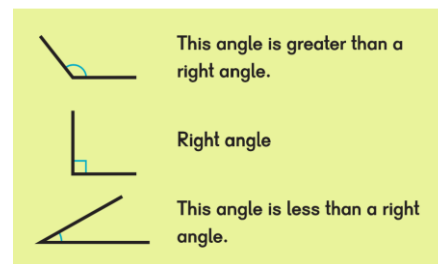 This angle is greater than a
right angle.
Right angle
This angle is less than a right
angle.